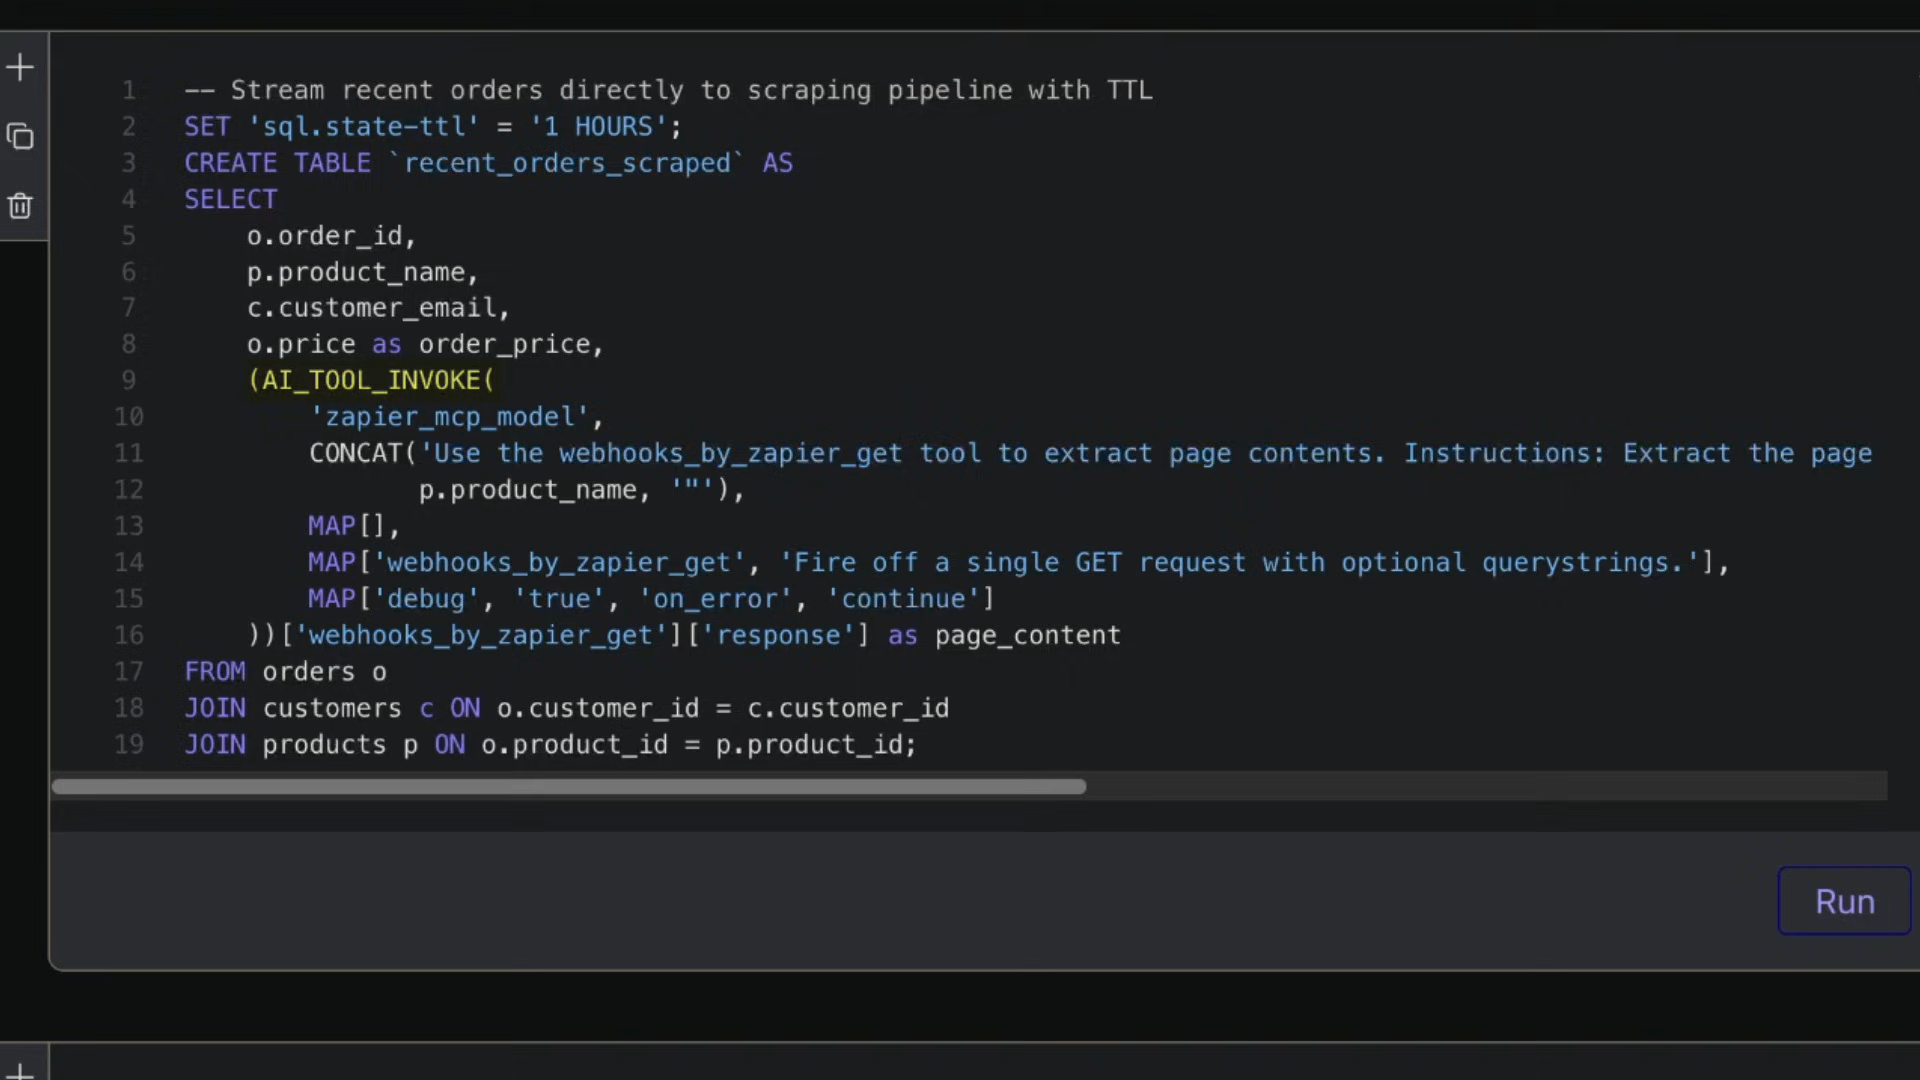 1 -- Stream recent orders directly to scraping pipeline with TTL
2 SET 'sql.state-ttl' = '1 HOURS';
3 CREATE TABLE `recent_orders_scraped` AS
4 SELECT
5 o.order_id,
6 p.product_name,
7 c.customer_email,
8 o.price as order_price,
9 (AI_TOOL_INVOKE(
10 'zapier_mcp_model',
11 CONCAT('Use the webhooks_by_zapier_get tool to extract page contents. Instructions: Extract the page
12 p.product_name, '"'),
13 MAP[],
14 MAP['webhooks_by_zapier_get', 'Fire off a single GET request with optional querystrings.'],
15 MAP['debug', 'true', 'on_error', 'continue']
16 ))['webhooks_by_zapier_get']['response'] as page_content
17 FROM orders o
18 JOIN customers c ON o.customer_id = c.customer_id
19 JOIN products p ON o.product_id = p.product_id;
Run